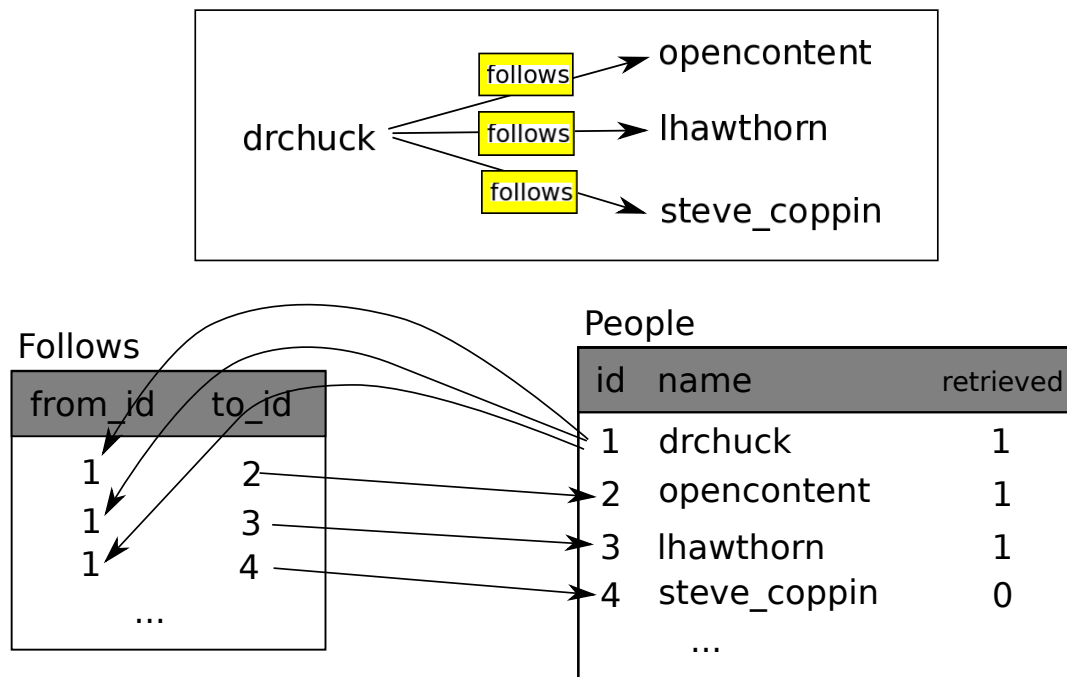 opencontent
follows
drchuck
follows
lhawthorn
follows
steve_coppin
Follows
from_id to_id
1 2
1 3
1 4
...
People
id name retrieved
1 drchuck 1
2 opencontent 1
3 lhawthorn 1
4 steve_coppin 0
...